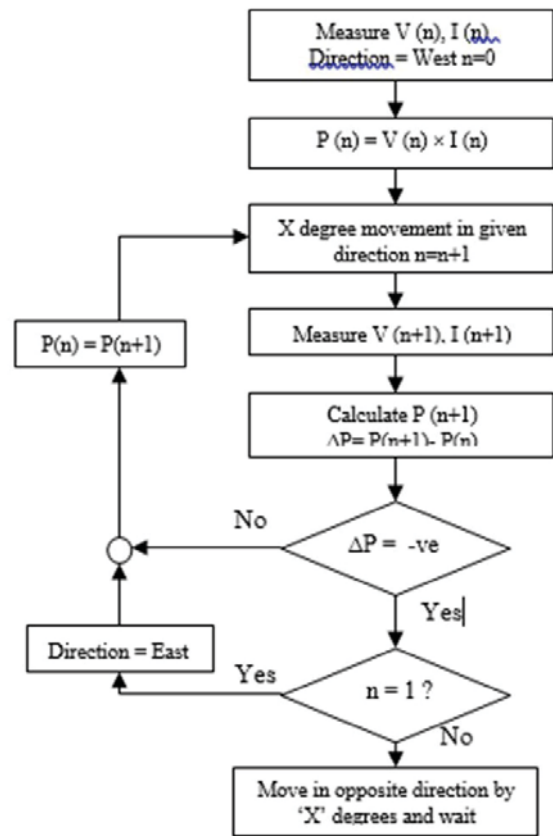 Measure V (n), I (n)
Direction = West n=0
P (n) = V (n) × I (n)
X degree movement in given
direction n=n+1
P(n) = P(n+1)
Measure V (n+1). I (n+1)
Calculate P (n+1)
ΔP= P(n+1)- P(n)
No
ΔP = -ve
Yes
Direction = East
Yes
n = 1 ?
No
Move in opposite direction by
‘X’ degrees and wait